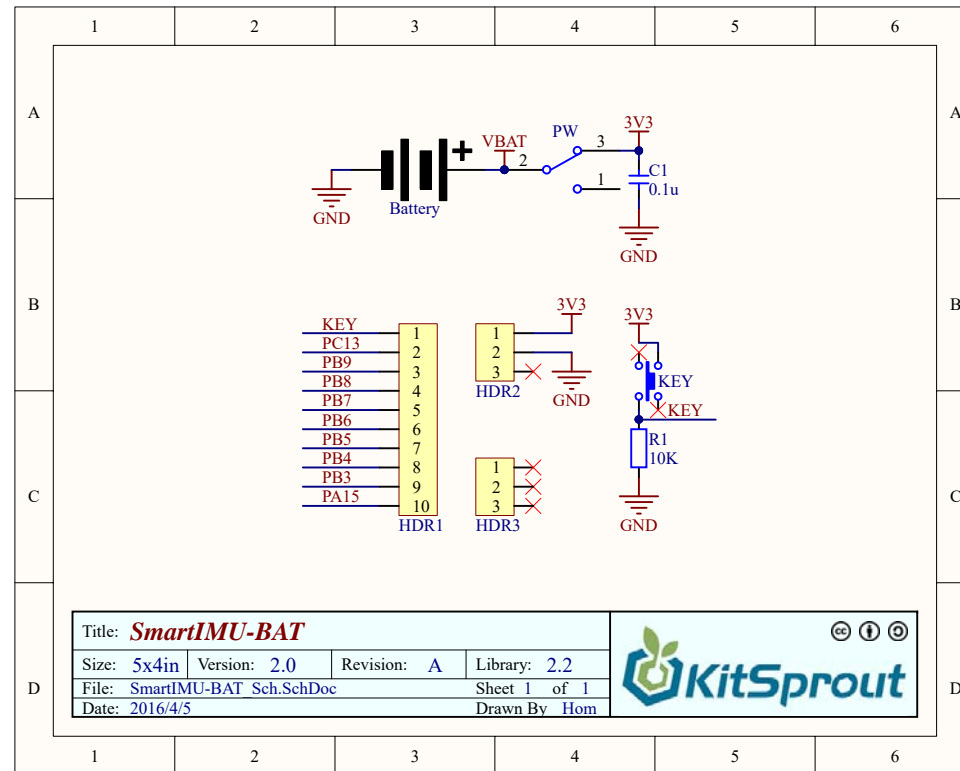 1 2 3 4 5 6
A A
PW
3V3
VBAT
3
2
C1
1
0.1u
Battery
GND
GND
B B
3V3 3V3
KEY 1 1
PC13 2 2
PB9 3 3
PB8 4
HDR2
GND
KEY
PB7 5
KEY
PB6 6
PB5 7
R1
10K
PB4 8 1
PB3 9 2
PA15 10 3
HDR1 HDR3
GND
C C
Title: SmartIMU-BAT
Size: 5x4in Version: 2.0 Revision: A Library: 2.2
File: SmartIMU-BAT_Sch.SchDoc Sheet 1 of 1
Date: 2016/4/5 Drawn By Hom
cc
KitSprout
D D
1 2 3 4 5 6